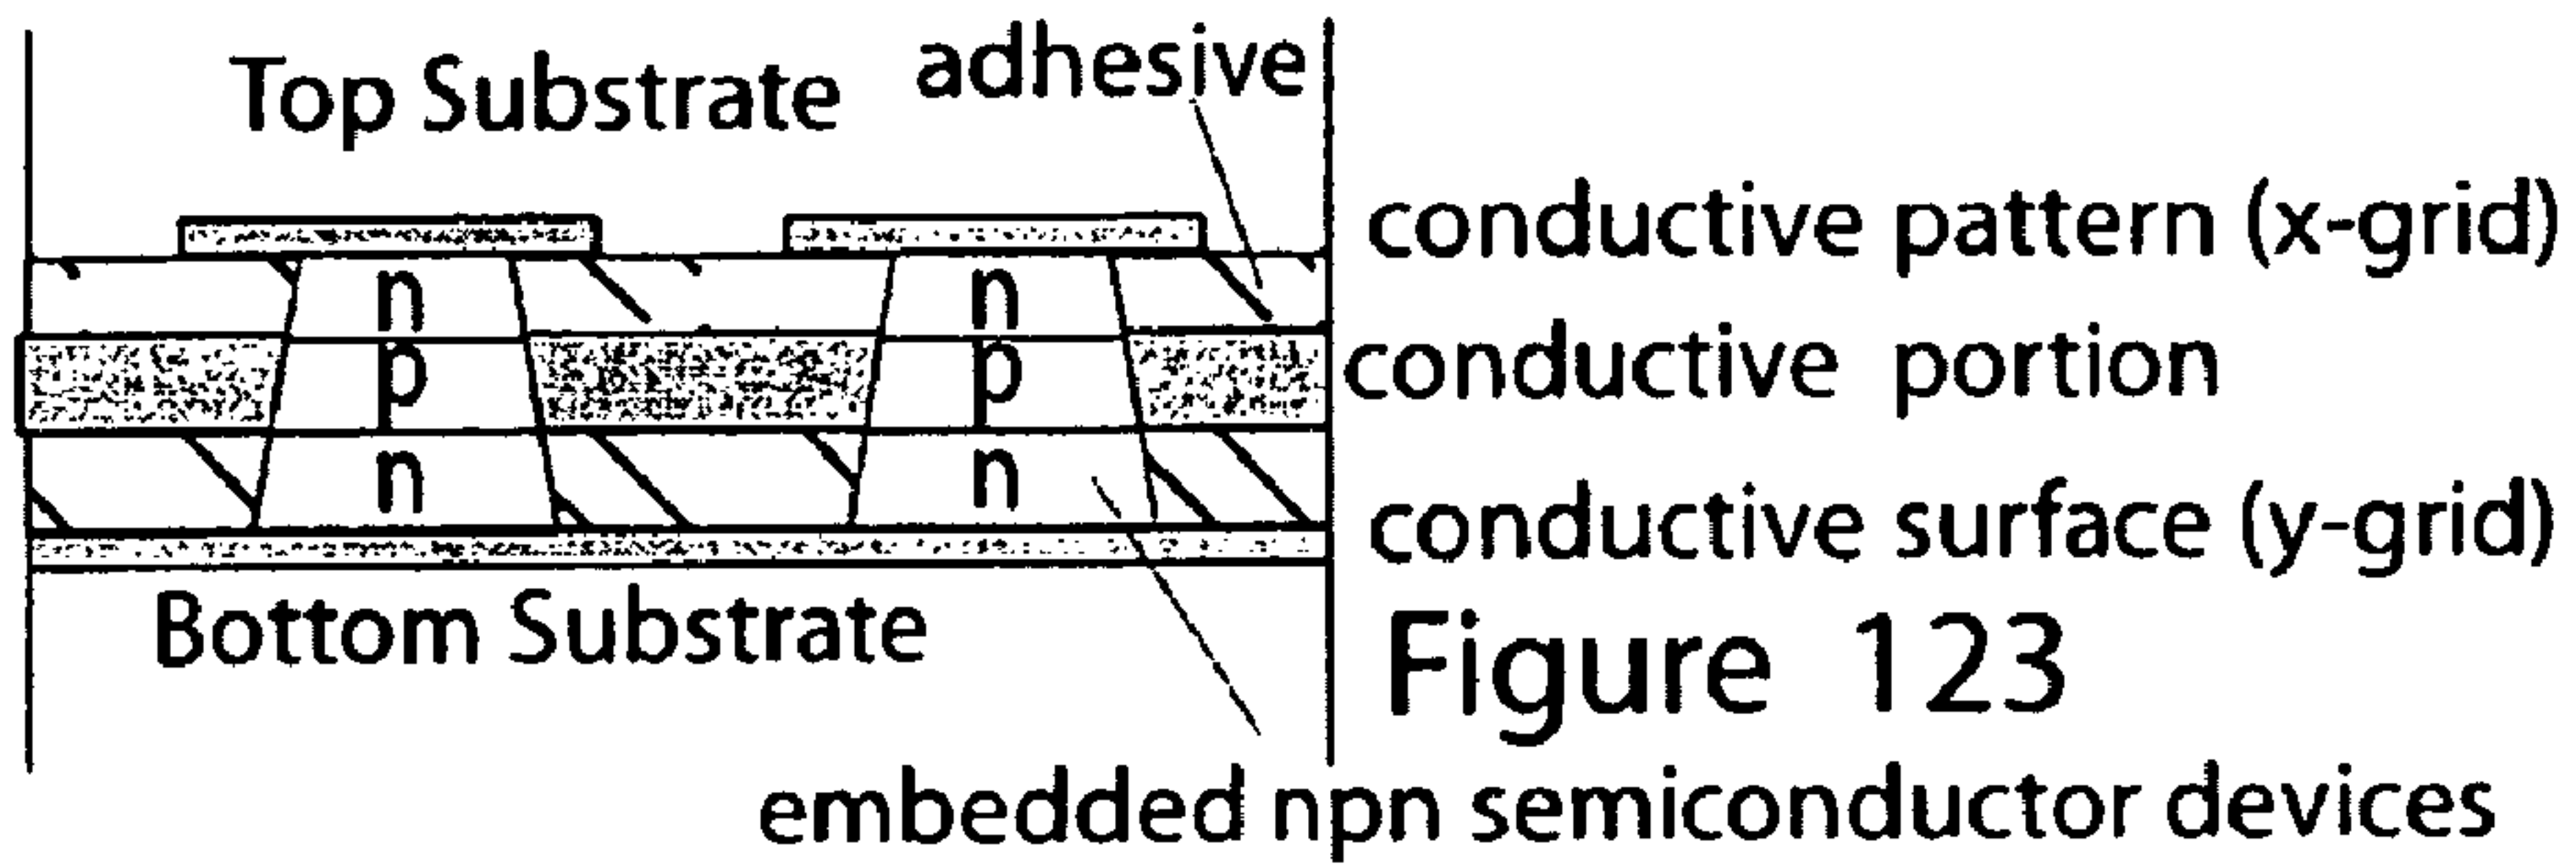 Top Substrate
adhesive
conductive pattern (x-grid)
n
n
p
p
conductive portion
n
n
conductive surface (y-grid)
Bottom Substrate
Figure 123
embedded npn semiconductor devices